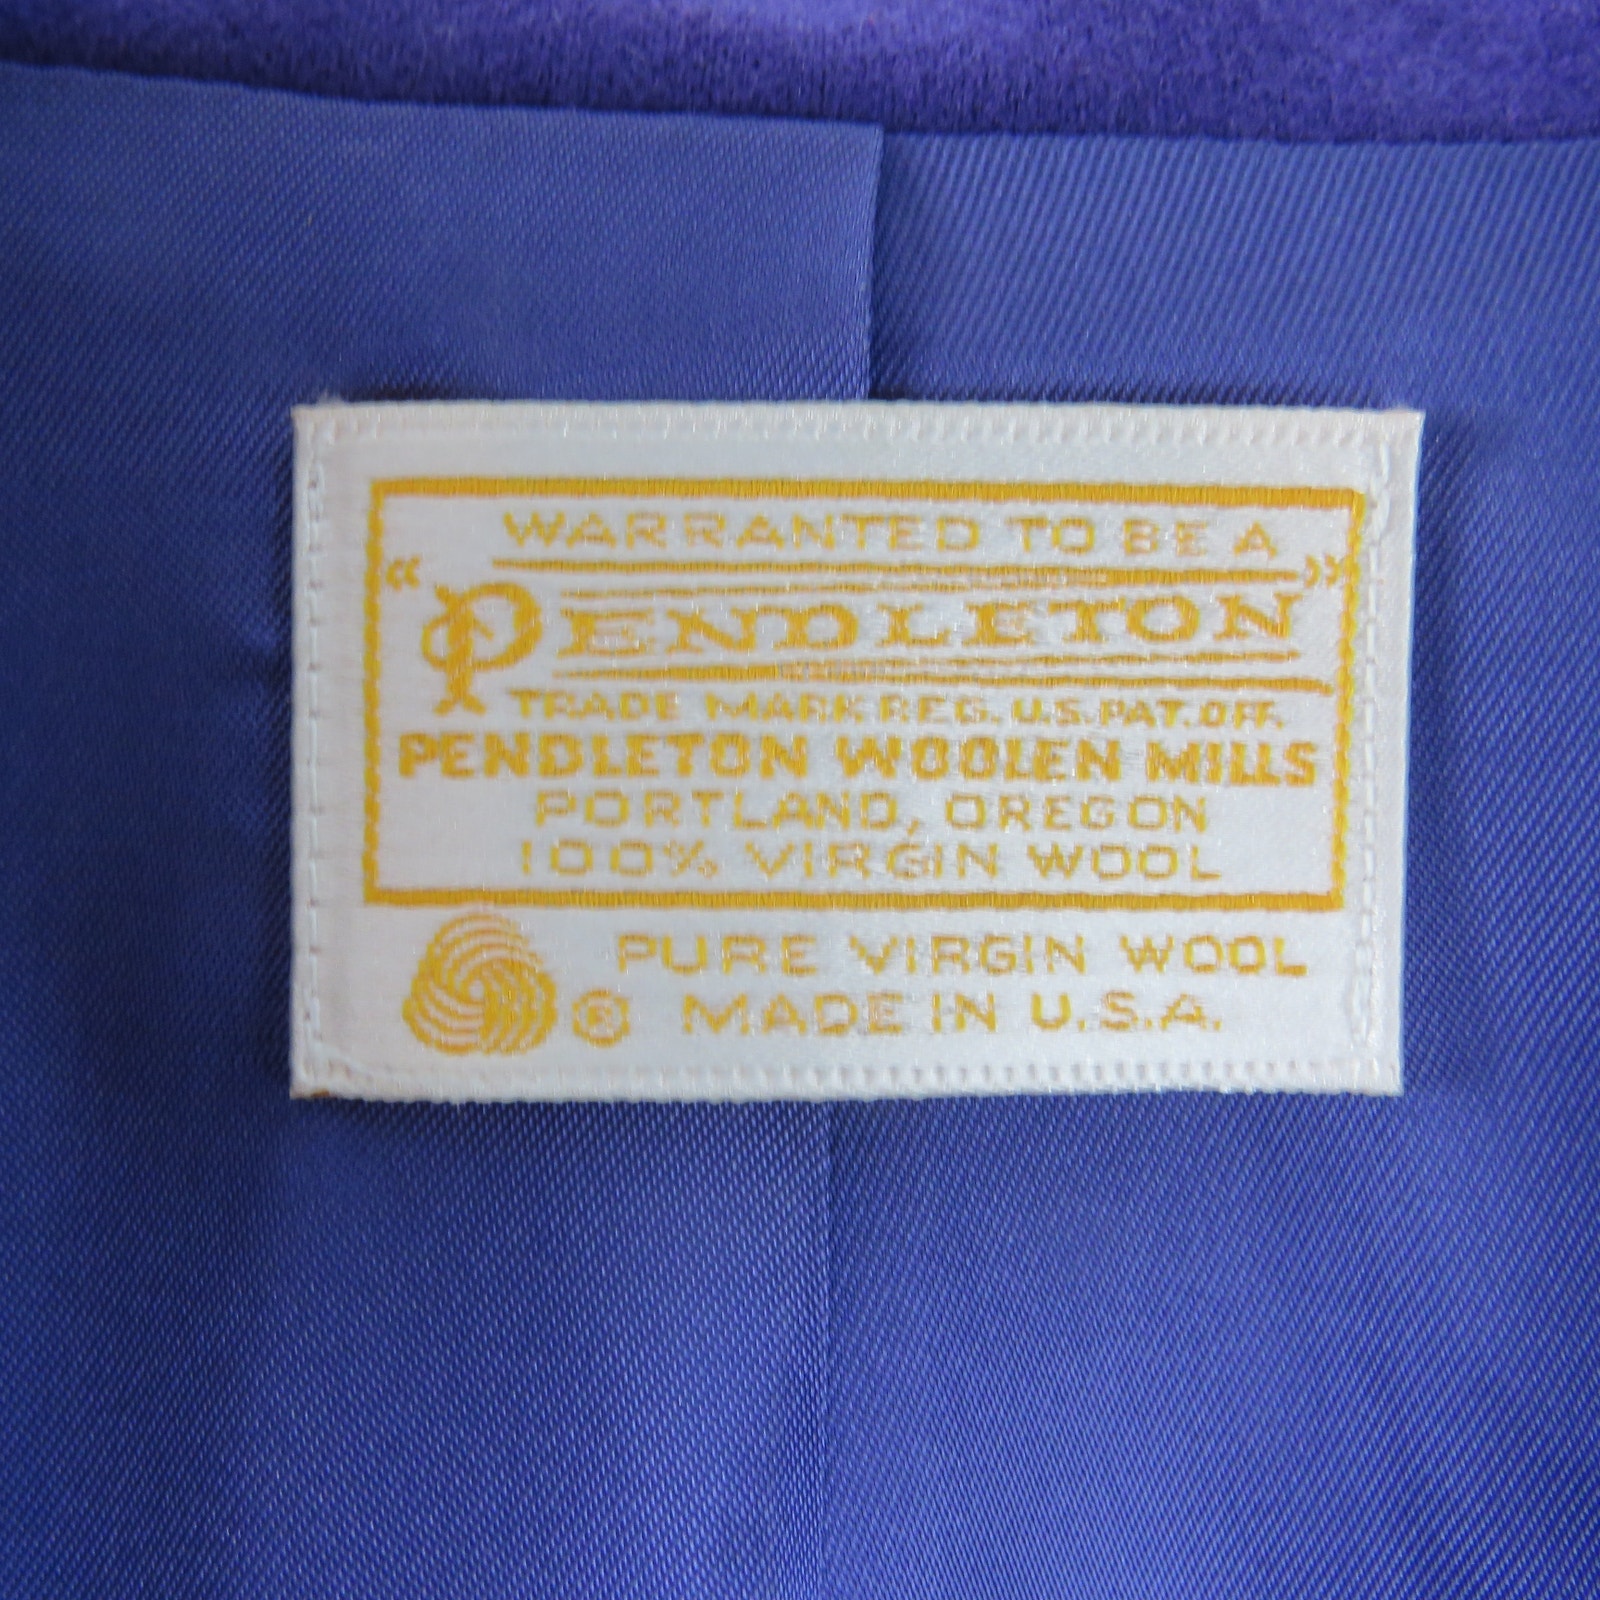 WARRANTED TO BE A
"PENDLETON"
TRADE MARK REG. U.S. PAT. OFF.
PENDLETON WOOLEN MILLS
PORTLAND, OREGON
100% VIRGIN WOOL
PURE VIRGIN WOOL
® MADE IN U.S.A.